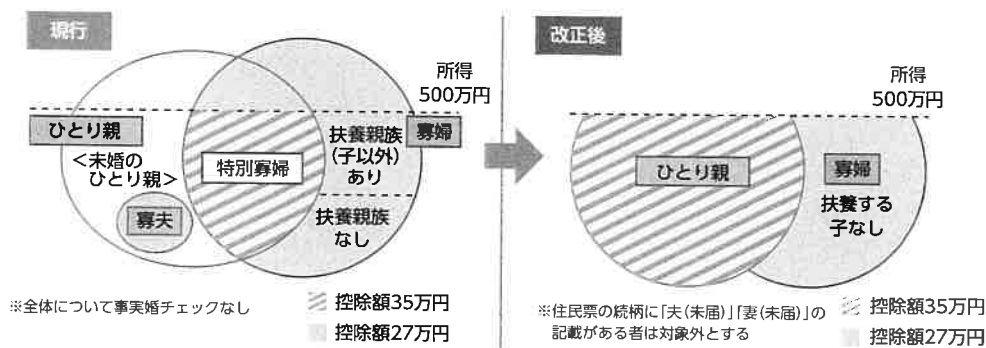 現行
所得
500万円
ひとり親
<未婚の
ひとり親>
寡夫
特別寡婦
扶養親族
(子以外)
あり
寡婦
扶養親族
なし
※全体について事実婚チェックなし
控除額35万円
控除額27万円
改正後
所得
500万円
ひとり親
寡婦
扶養する
子なし
※住民票の続柄に「夫(未届)」「妻(未届)」の
記載がある者は対象外とする
控除額35万円
控除額27万円